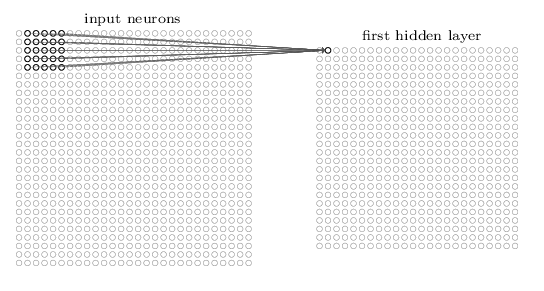 input neurons
first hidden layer